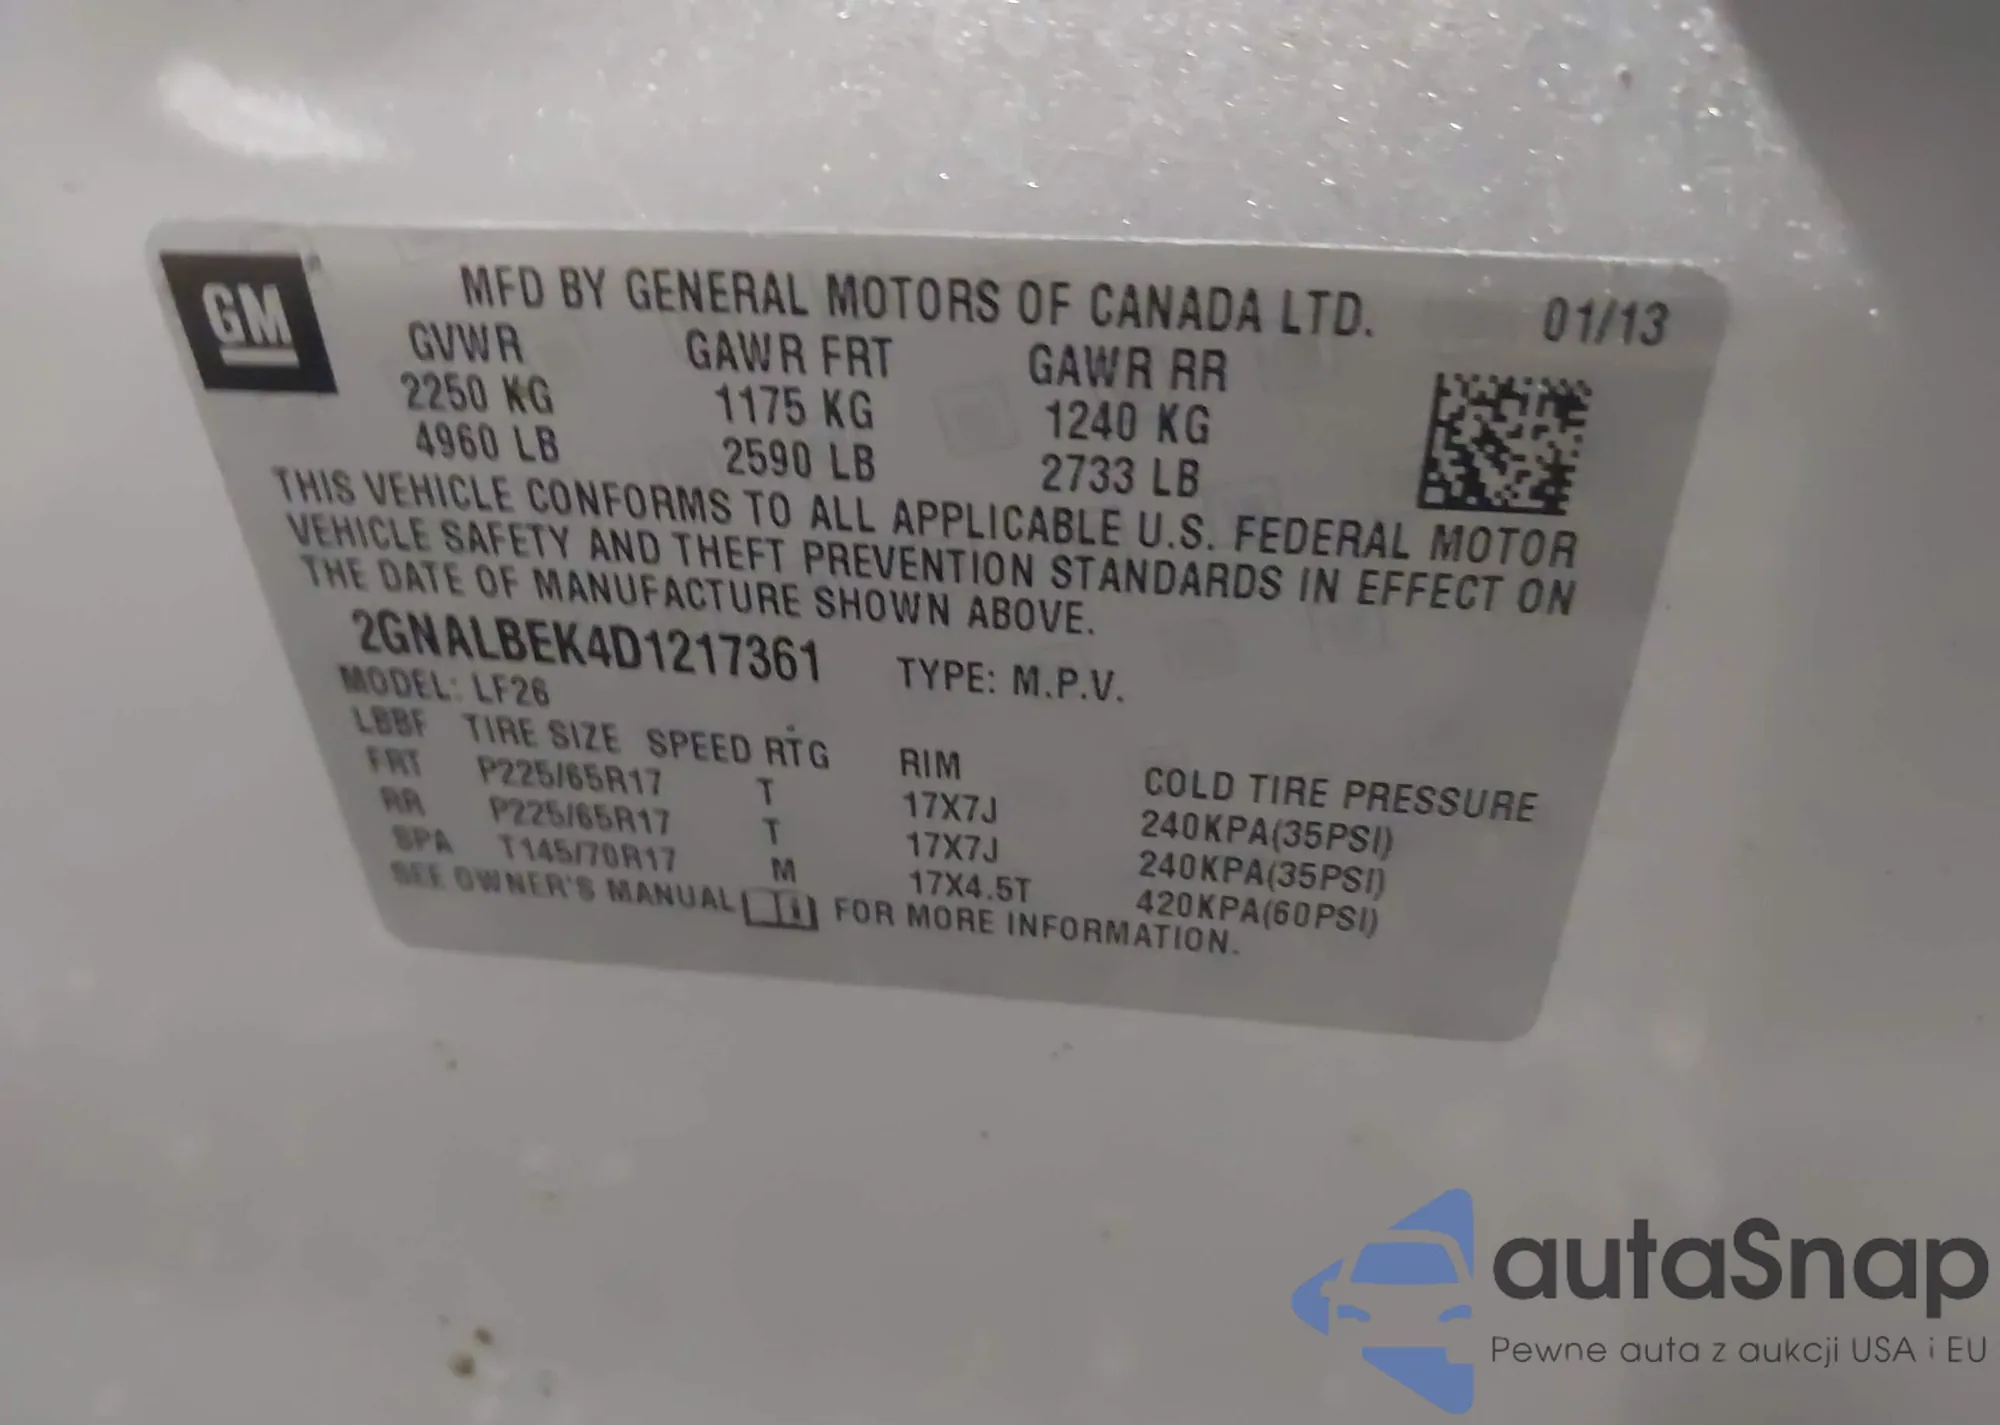 GM
MFD BY GENERAL MOTORS OF CANADA LTD. 01/13
GVWR GAWR FRT GAWR RR
2250 KG 1175 KG 1240 KG
4960 LB 2590 LB 2733 LB
THIS VEHICLE CONFORMS TO ALL APPLICABLE U.S. FEDERAL MOTOR
VEHICLE SAFETY AND THEFT PREVENTION STANDARDS IN EFFECT ON
THE DATE OF MANUFACTURE SHOWN ABOVE.
2GNALBEK4D1217361 TYPE: M.P.V.
MODEL: LF26
LBBF TIRE SIZE SPEED RTG RIM COLD TIRE PRESSURE
FRT P225/65R17 T 17X7J 240KPA(35PSI)
RR P225/65R17 T 17X7J 240KPA(35PSI)
SPA T145/70R17 M 17X4.5T 420KPA(60PSI)
SEE OWNER'S MANUAL FOR MORE INFORMATION.
autaSnap
Pewne auta z aukcji USA i EU